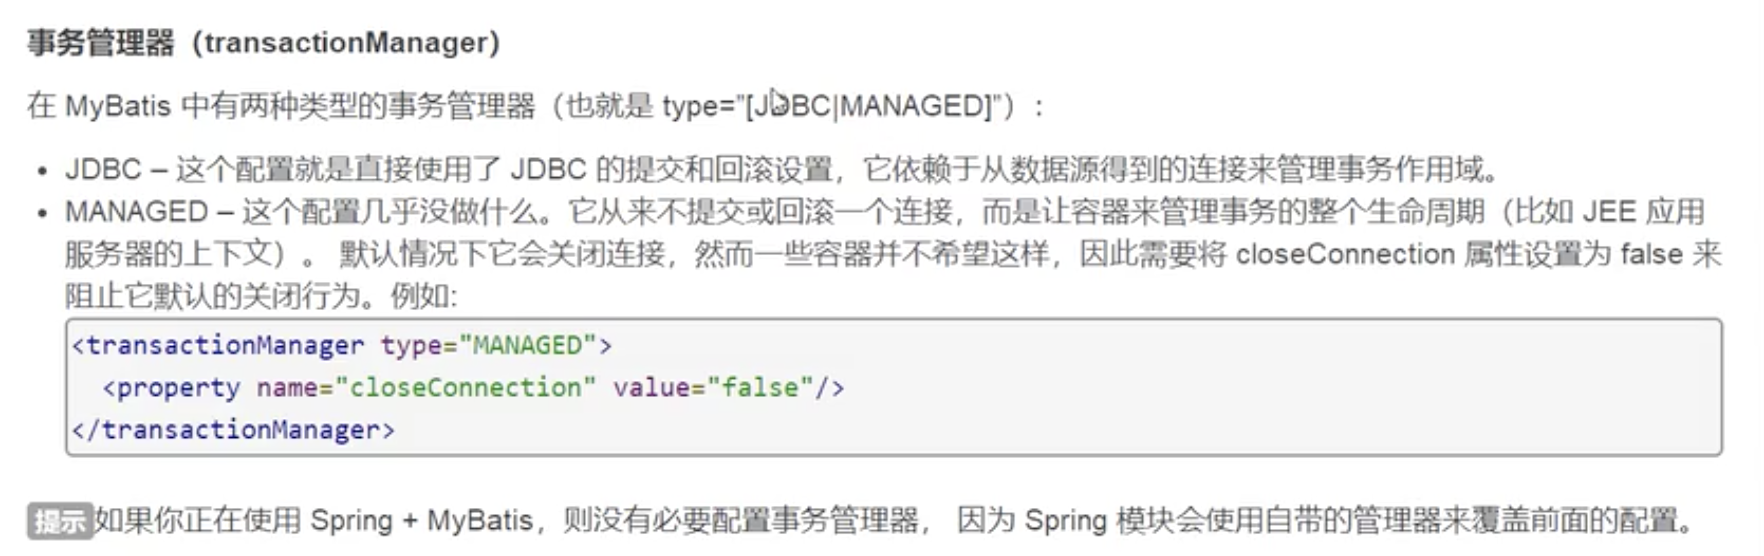 事务管理器（transactionManager）
在 MyBatis 中有两种类型的事务管理器（也就是 type="[JDBC|MANAGED]"）：
• JDBC – 这个配置就是直接使用了 JDBC 的提交和回滚设置，它依赖于从数据源得到的连接来管理事务作用域。
• MANAGED – 这个配置几乎没做什么。它从来不提交或回滚一个连接，而是让容器来管理事务的整个生命周期（比如 JEE 应用
服务器的上下文）。 默认情况下它会关闭连接，然而一些容器并不希望这样，因此需要将 closeConnection 属性设置为 false 来
阻止它默认的关闭行为。例如:
<transactionManager type="MANAGED">
  <property name="closeConnection" value="false"/>
</transactionManager>
提示 如果你正在使用 Spring + MyBatis，则没有必要配置事务管理器， 因为 Spring 模块会使用自带的管理器来覆盖前面的配置。